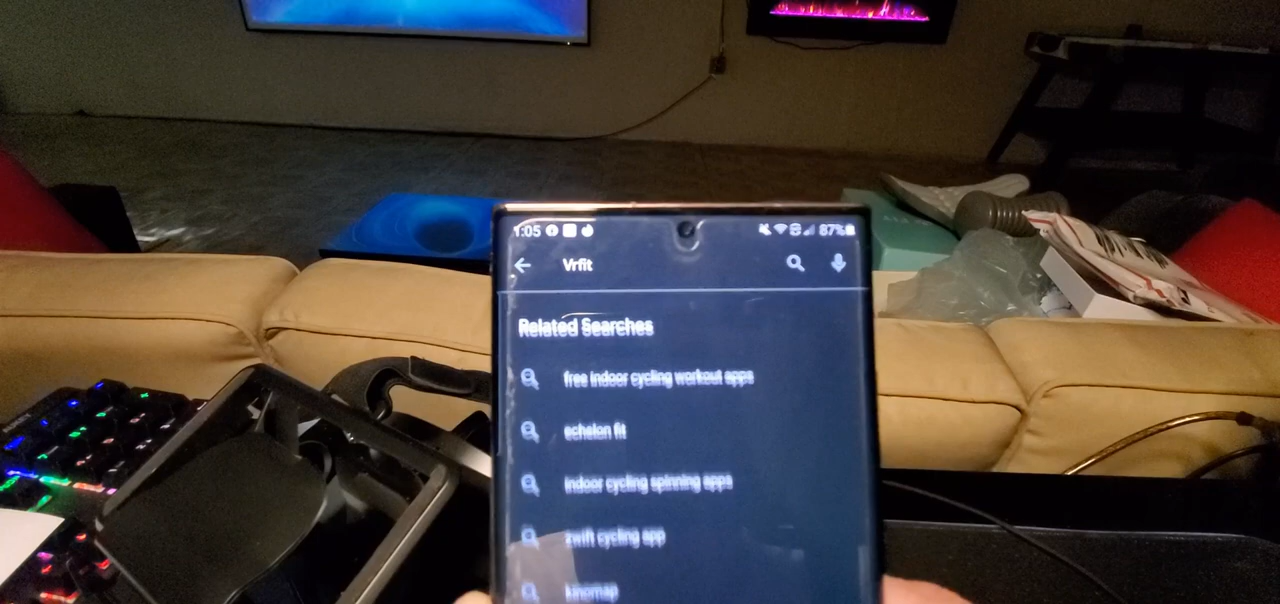 1:05 87%
Vrfit
Related Searches
free indoor cycling workout apps
echelon fit
indoor cycling spinning apps
zwift cycling app
kinomap